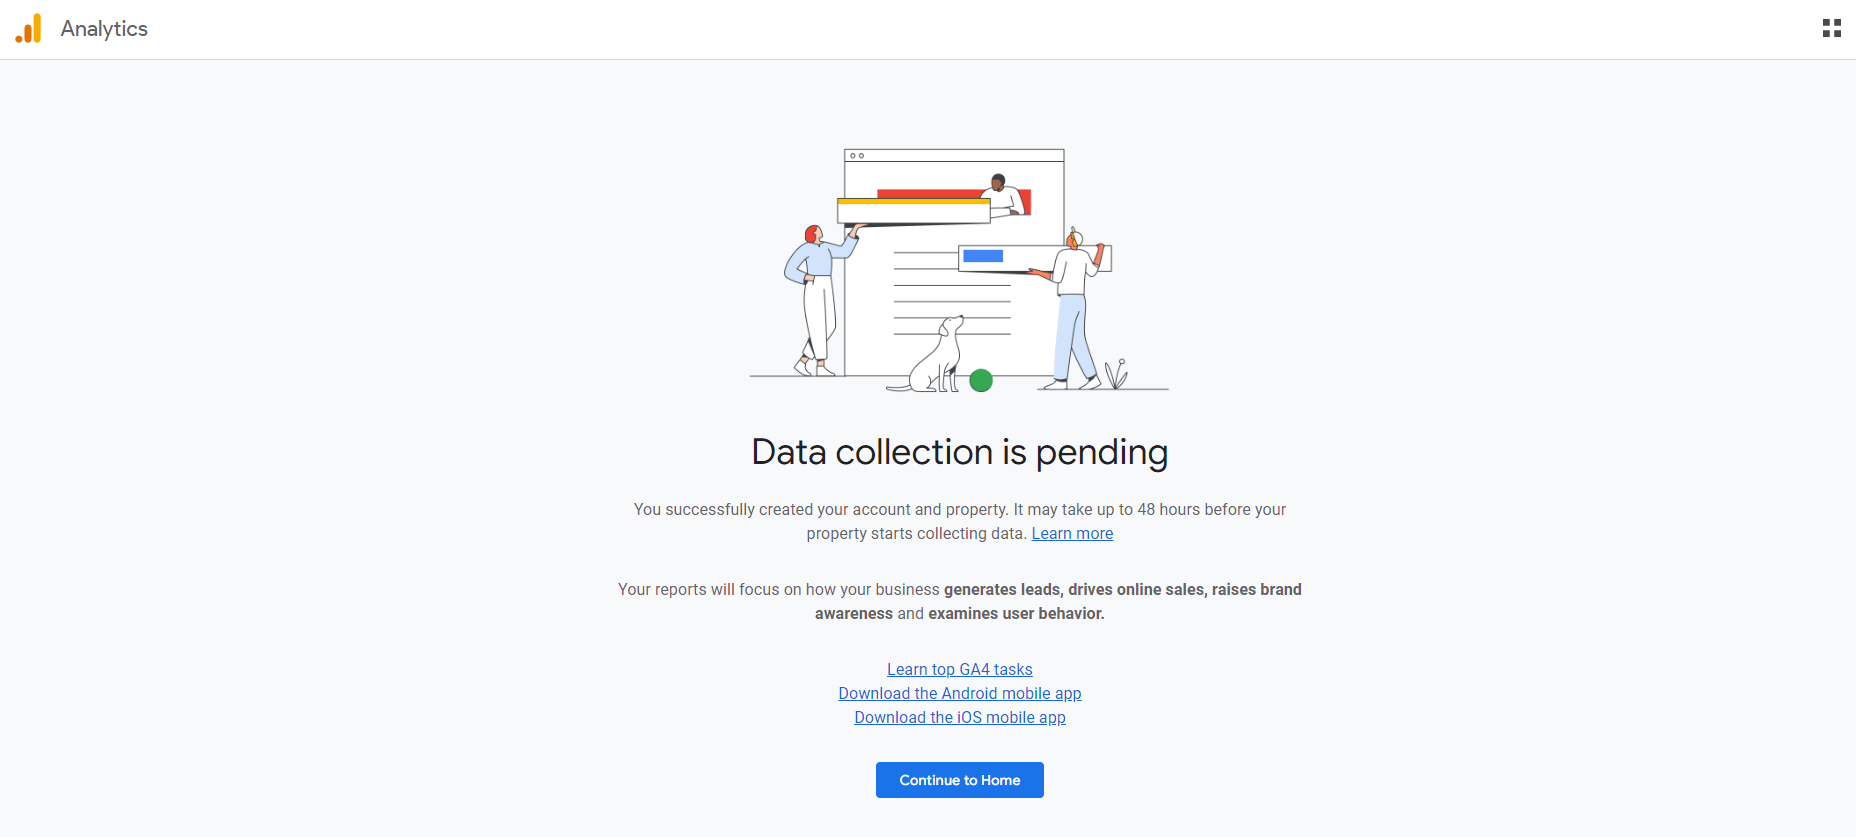 Analytics
Data collection is pending
You successfully created your account and property. It may take up to 48 hours before your
property starts collecting data. Learn more
Your reports will focus on how your business generates leads, drives online sales, raises brand
awareness and examines user behavior.
Learn top GA4 tasks
Download the Android mobile app
Download the iOS mobile app
Continue to Home